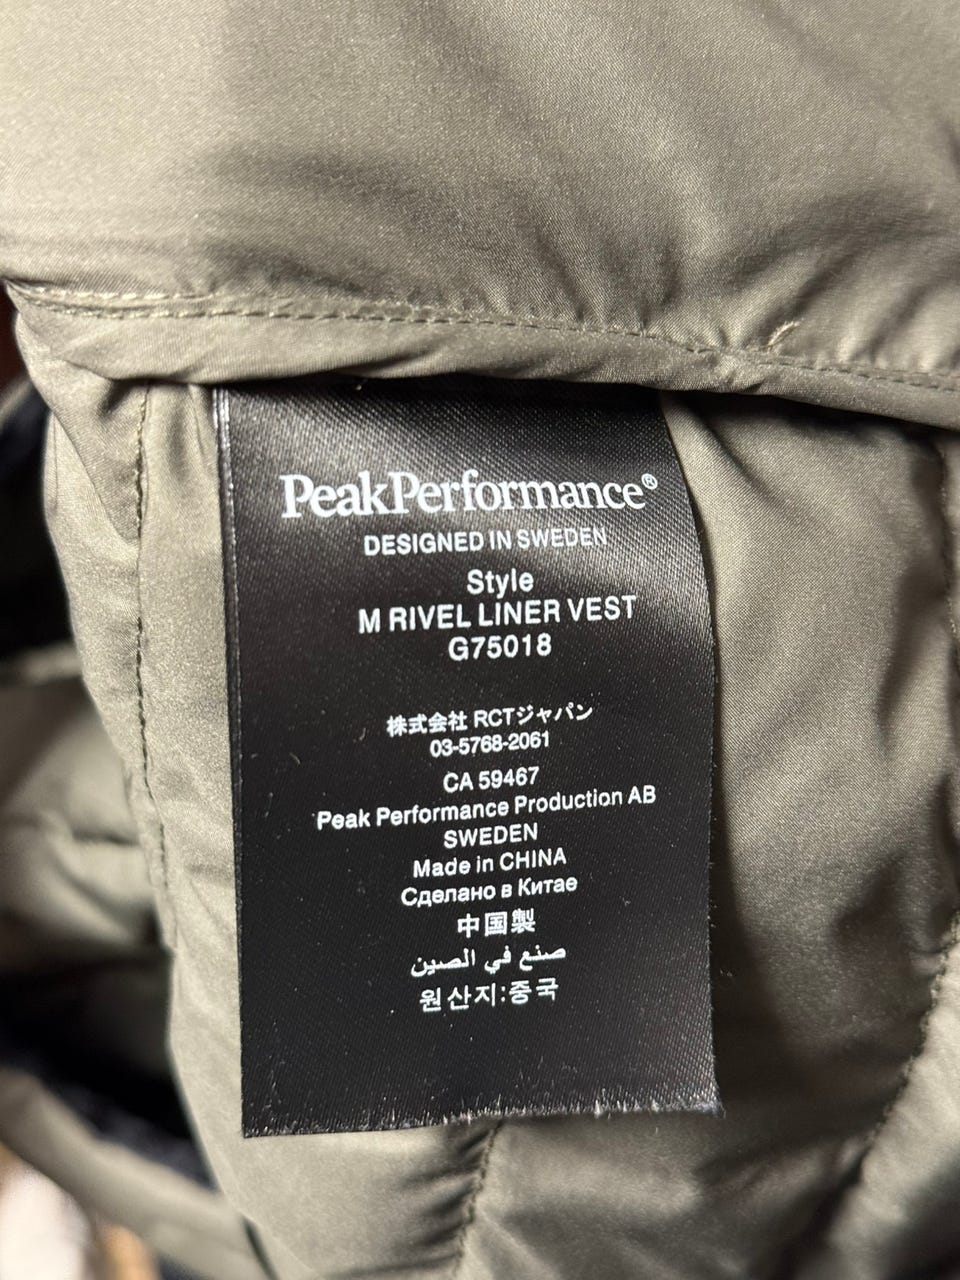 PeakPerformance®
DESIGNED IN SWEDEN
Style
M RIVEL LINER VEST
G75018
株式会社 RCTジャパン
03-5768-2061
CA 59467
Peak Performance Production AB
SWEDEN
Made in CHINA
Сделано в Китае
中国製
صنع في الصين
원산지:중국